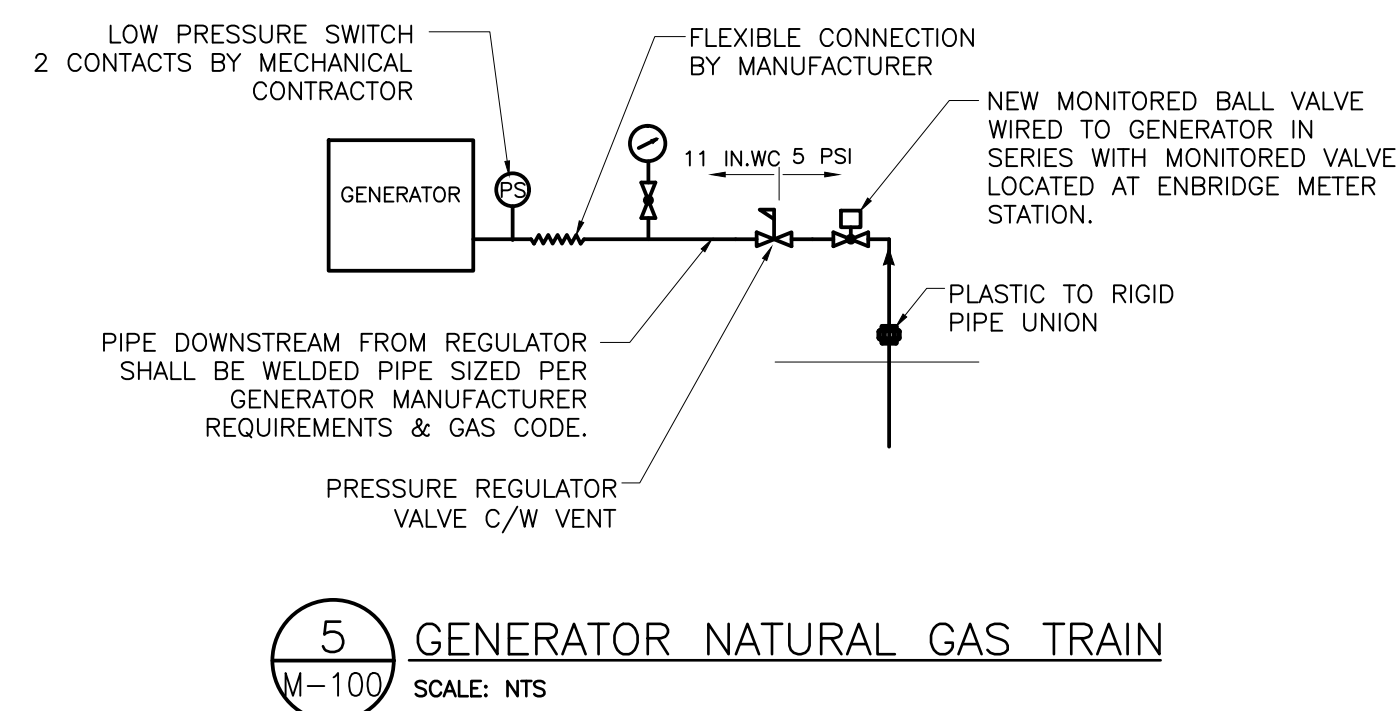 LOW PRESSURE SWITCH
2 CONTACTS BY MECHANICAL
CONTRACTOR
FLEXIBLE CONNECTION
BY MANUFACTURER
NEW MONITORED BALL VALVE
WIRED TO GENERATOR IN
SERIES WITH MONITORED VALVE
LOCATED AT ENBRIDGE METER
STATION.
11 IN.WC 5 PSI
GENERATOR
PS
PLASTIC TO RIGID
PIPE UNION
PIPE DOWNSTREAM FROM REGULATOR
SHALL BE WELDED PIPE SIZED PER
GENERATOR MANUFACTURER
REQUIREMENTS & GAS CODE.
PRESSURE REGULATOR
VALVE C/W VENT
5
M-100
GENERATOR NATURAL GAS TRAIN
SCALE: NTS